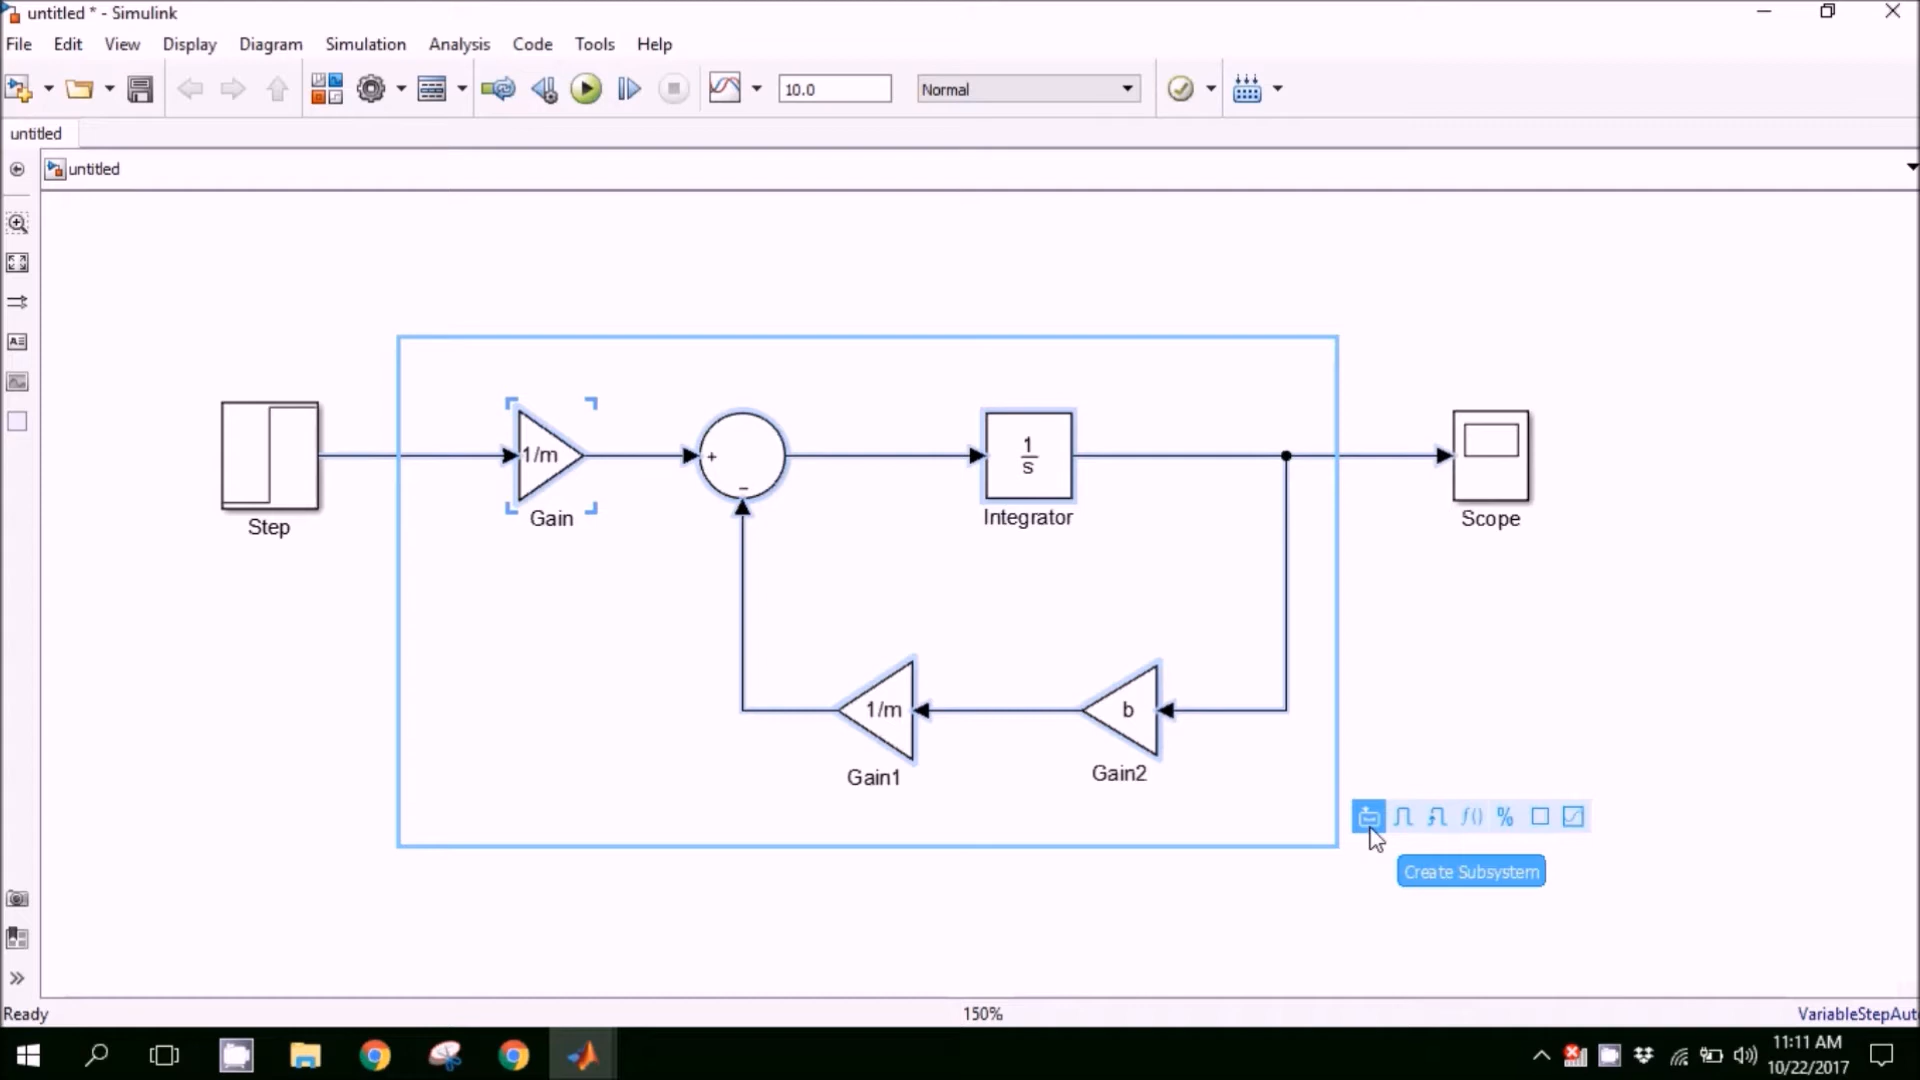 untitled * - Simulink
File Edit View Display Diagram Simulation Analysis Code Tools Help
10.0 Normal
untitled
untitled
1/m
+
−
1
s
Step
Gain
Integrator
Scope
1/m
b
Gain1
Gain2
f()
%
Create Subsystem
Ready 150% VariableStepAut
11:11 AM
10/22/2017